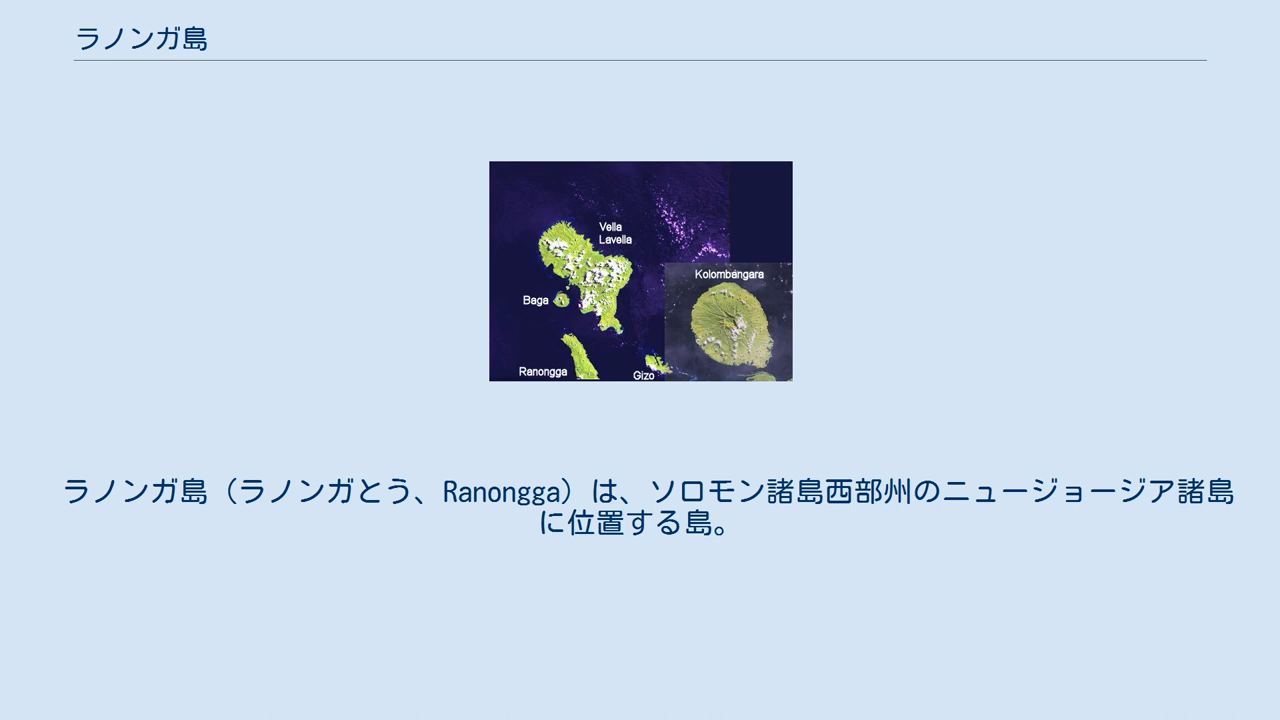 ラノンガ島
Vella
Lavella
Kolombangara
Baga
Ranongga
Gizo
ラノンガ島（ラノンガとう、Ranongga）は、ソロモン諸島西部州のニュージョージア諸島
に位置する島。